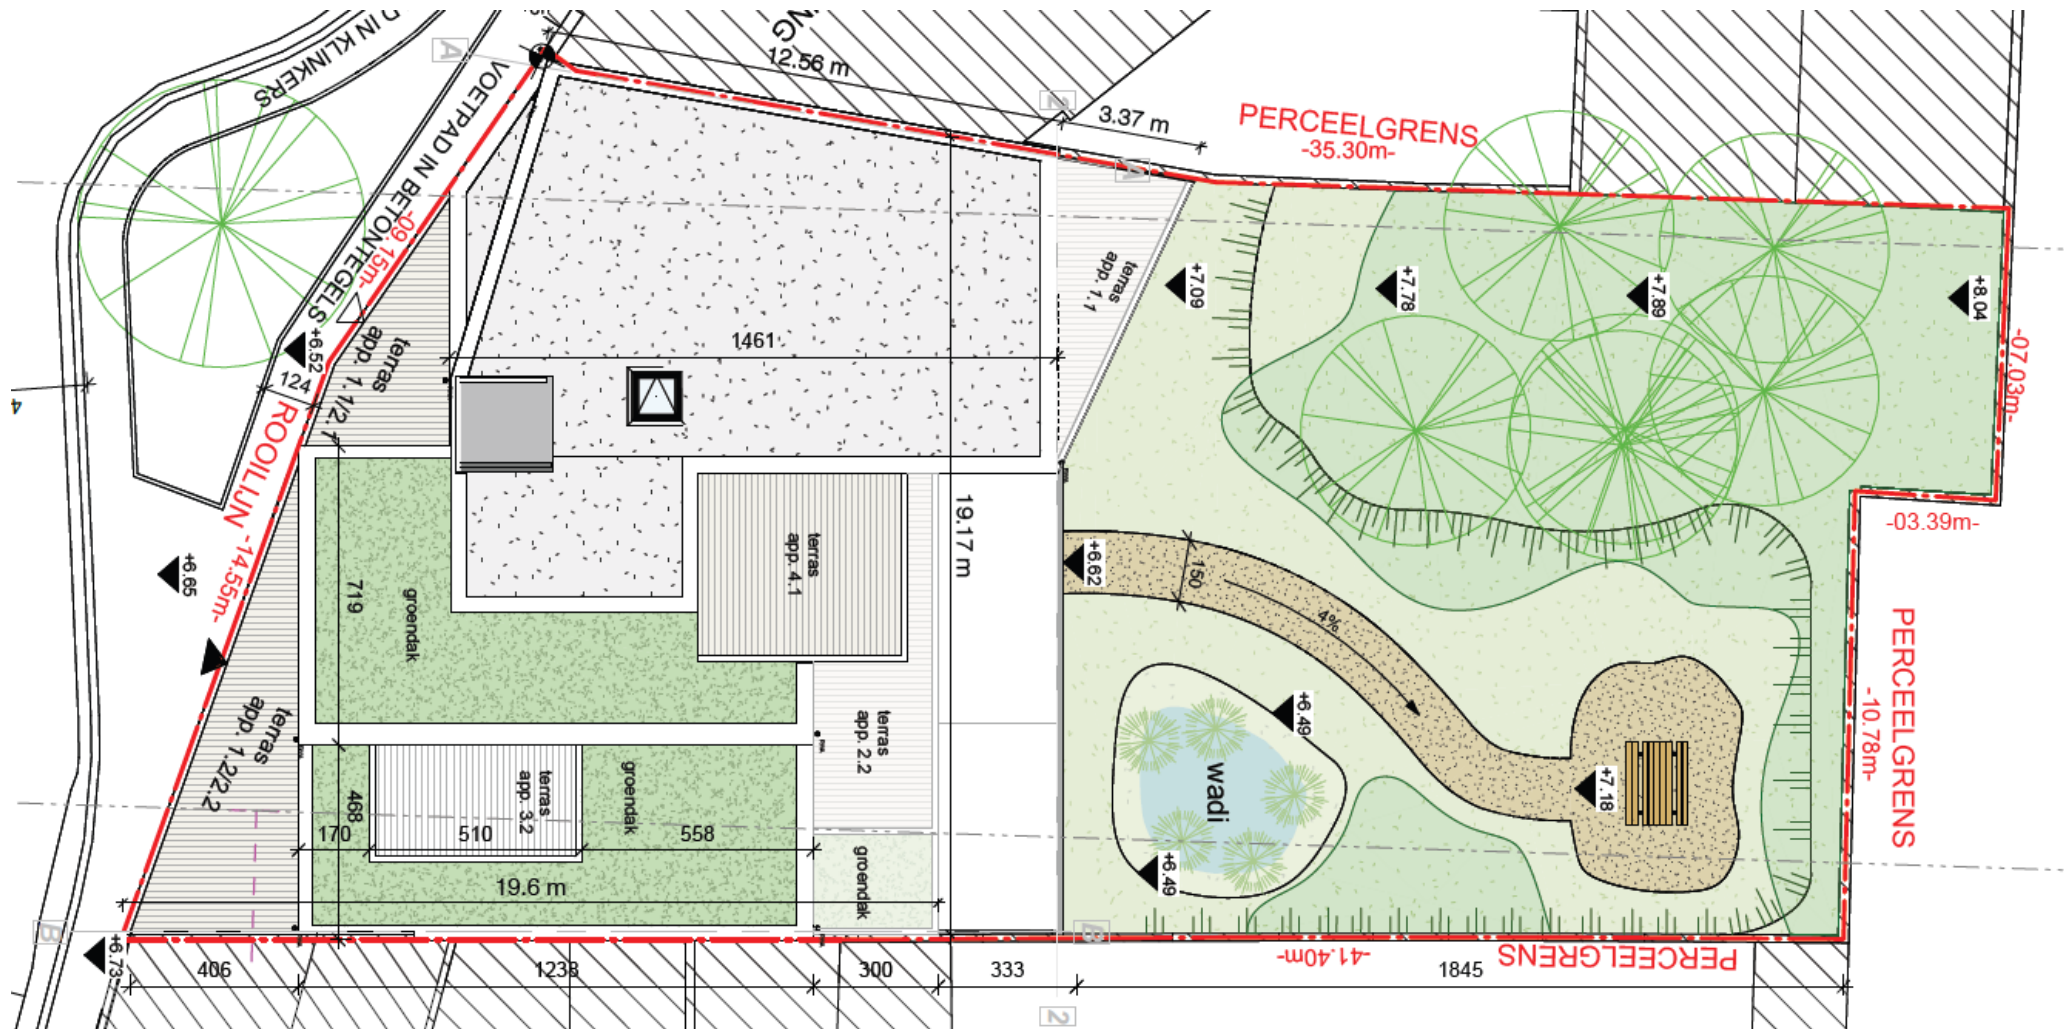 D IN KLINKERS
VOETPAD IN BETONTEGELS
NG
A
12.56 m
2
3.37 m
A
PERCEELGRENS
-35.30m-
-09.15m-
terras
app. 1.1/2.1
terras
app. 1.1
+7.09
+7.78
+7.89
+8.04
-07.03m-
+6.52
124
1461
4
ROOILIJN -14.55m-
-03.39m-
+6.65
719
groendak
terras
app. 4.1
19.17 m
+6.62
150
4%
PERCEELGRENS
-10.78m-
terras
app. 1.2/2.2
terras
app. 2.2
+6.49
wadi
+7.18
468
170
terras
app. 3.2
510
groendak
558
groendak
19.6 m
+6.49
B
B
+6.73
406
1238
300
333
-41.40m-
PERCEELGRENS
1845
2